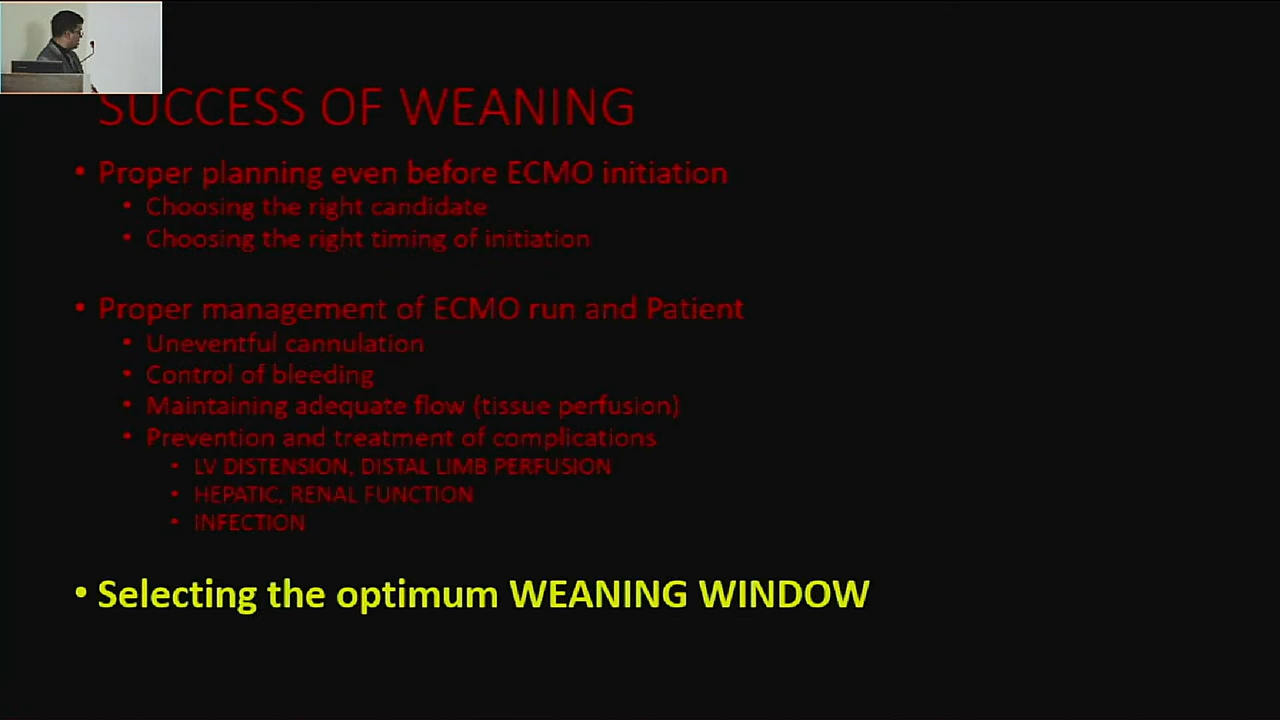 SUCCESS OF WEANING
• Proper planning even before ECMO initiation
• Choosing the right candidate
• Choosing the right timing of initiation
• Proper management of ECMO run and Patient
• Uneventful cannulation
• Control of bleeding
• Maintaining adequate flow (tissue perfusion)
• Prevention and treatment of complications
• LV DISTENSION, DISTAL LIMB PERFUSION
• HEPATIC, RENAL FUNCTION
• INFECTION
• Selecting the optimum WEANING WINDOW